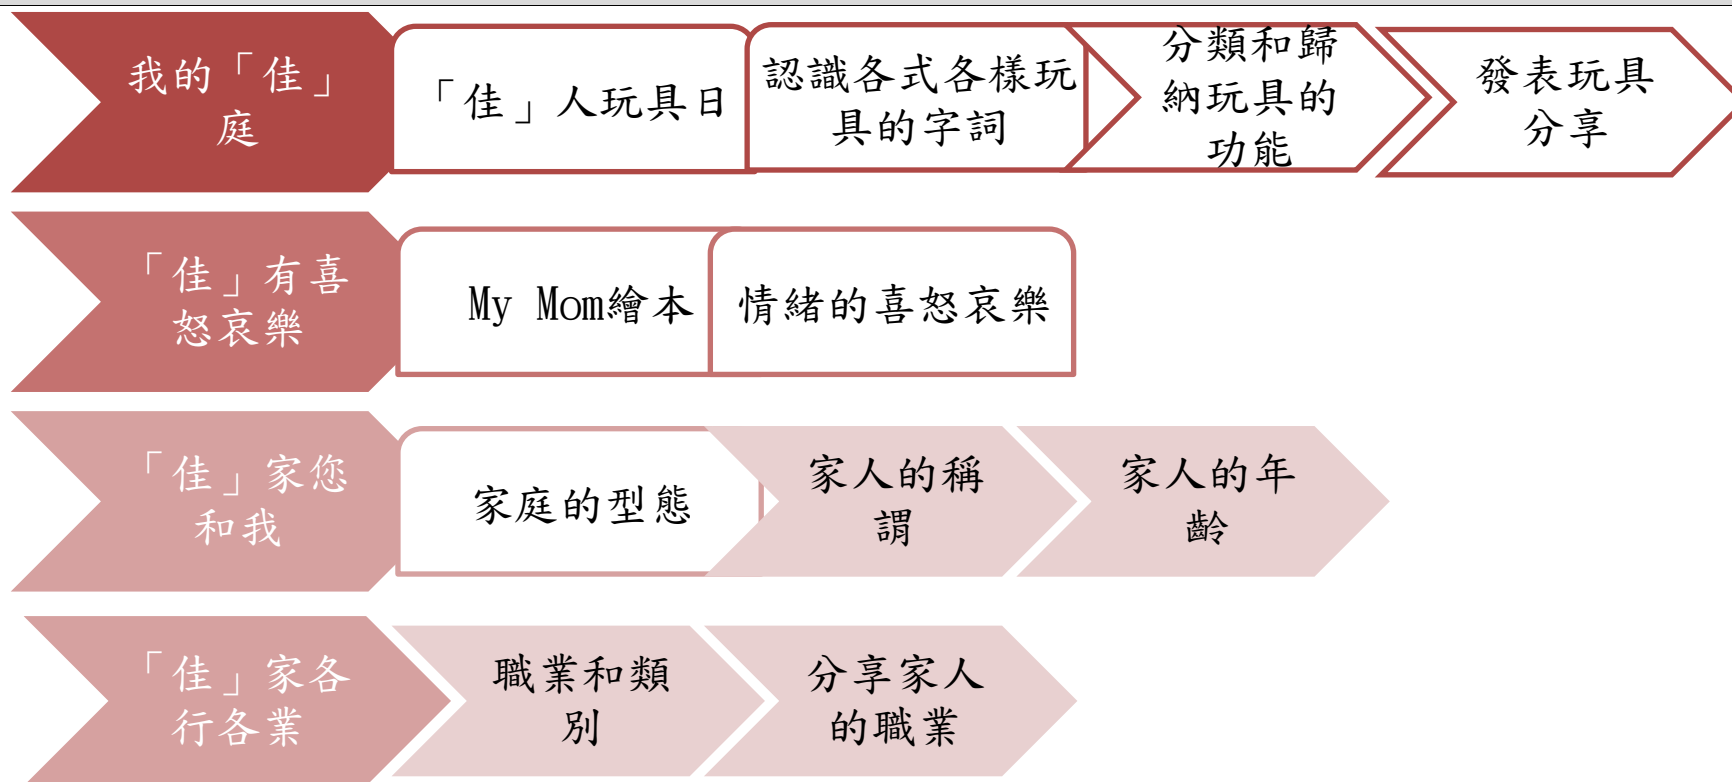 我的「佳」
庭
「佳」人玩具日
認識各式各樣玩
具的字詞
分類和歸
納玩具的
功能
發表玩具
分享
「佳」有喜
怒哀樂
My Mom繪本
情緒的喜怒哀樂
「佳」家您
和我
家庭的型態
家人的稱
謂
家人的年
齡
「佳」家各
行各業
職業和類
別
分享家人
的職業